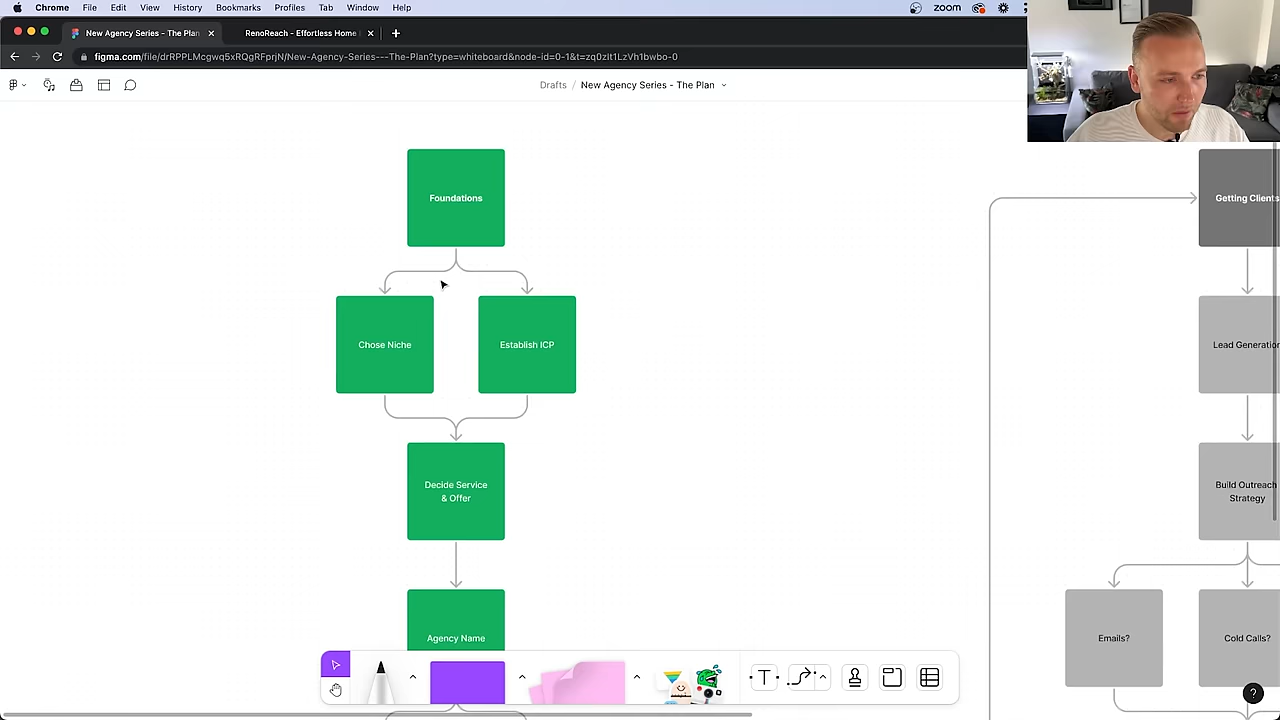 Chrome File Edit View History Bookmarks Profiles Tab Window Help zoom
New Agency Series - The Plan RenoReach - Effortless Home
figma.com/file/drRPPLMcgwq5xRQgRFprjN/New-Agency-Series---The-Plan?type=whiteboard&node-id=0-1&t=zq0zIt1LzVh1bwbo-0
Drafts / New Agency Series - The Plan
Foundations
Getting Clients
Chose Niche
Establish ICP
Lead Generation
Decide Service
& Offer
Build Outreach
Strategy
Agency Name
Emails?
Cold Calls?
T
?